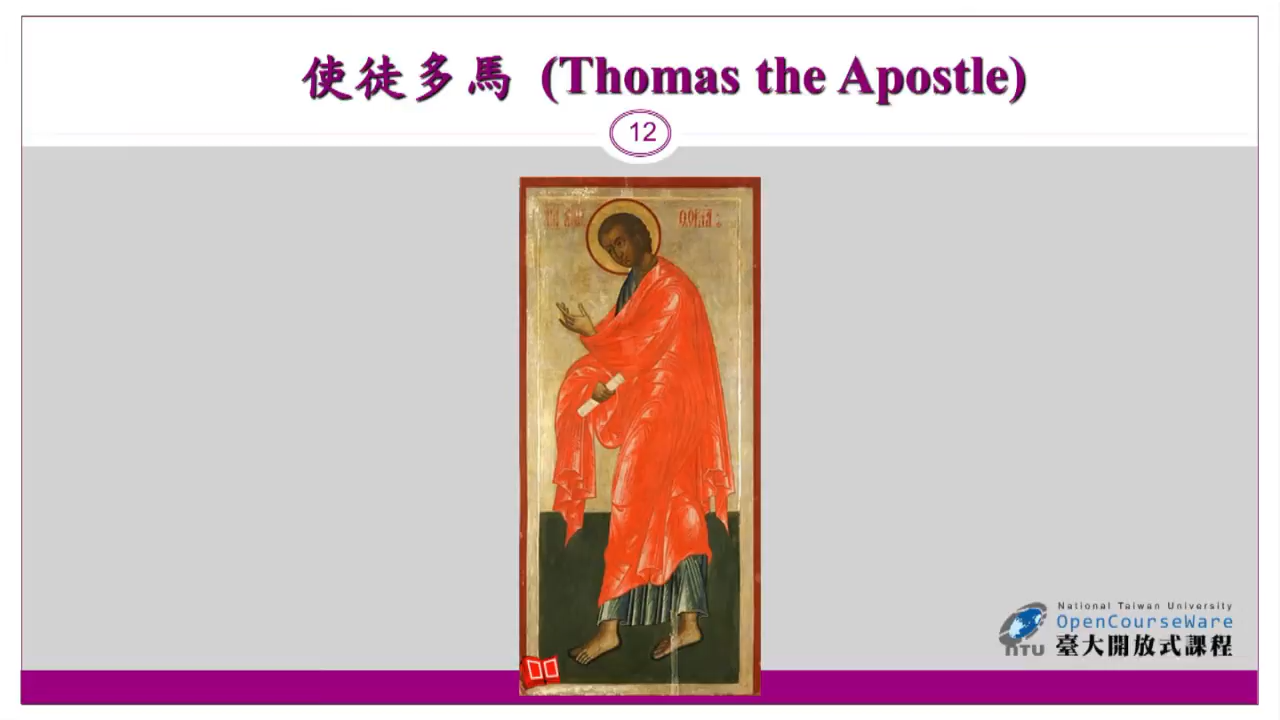 使徒多馬 (Thomas the Apostle)
12
National Taiwan University
OpenCourseWare
NTU 臺大開放式課程